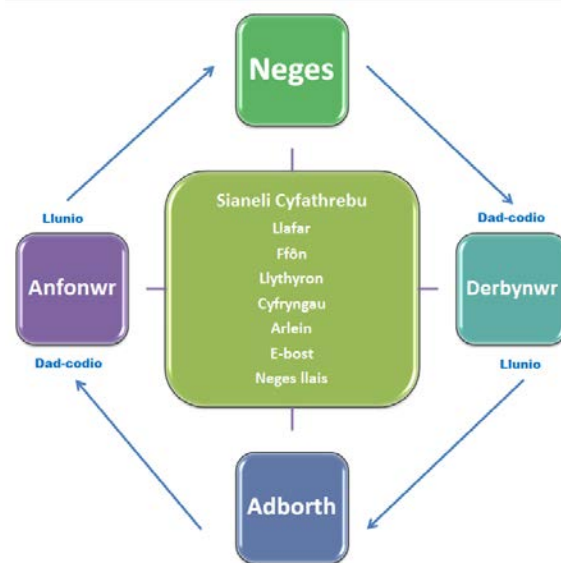 Neges
Llunio
Dad-codio
Anfonwr
Sianeli Cyfathrebu
Llafar
Ffôn
Llythyron
Cyfryngau
Arlein
E-bost
Neges llais
Derbynwr
Dad-codio
Llunio
Adborth